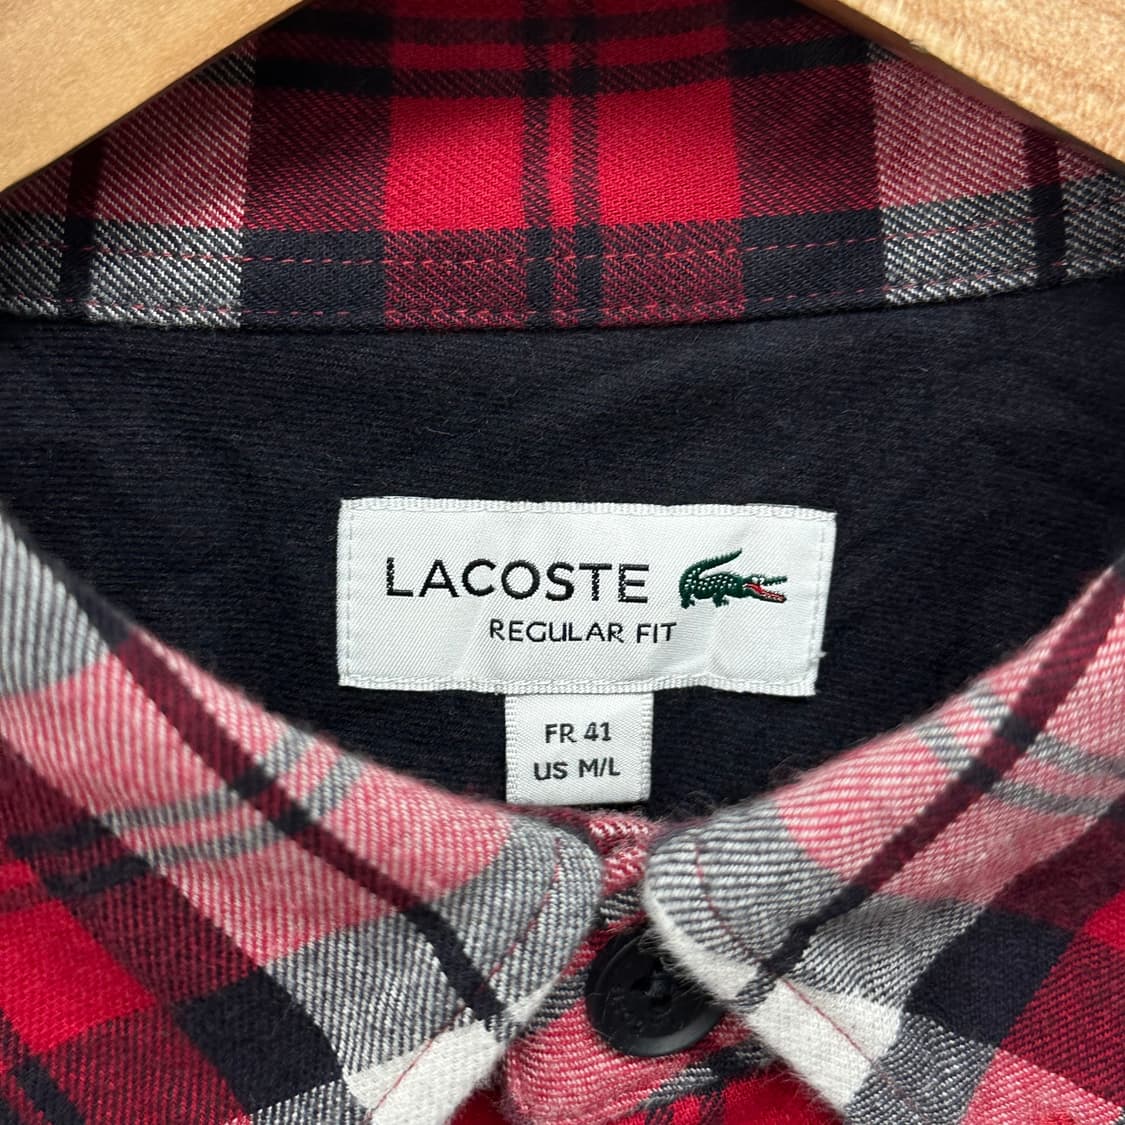 LACOSTE
REGULAR FIT
FR 41
US M/L